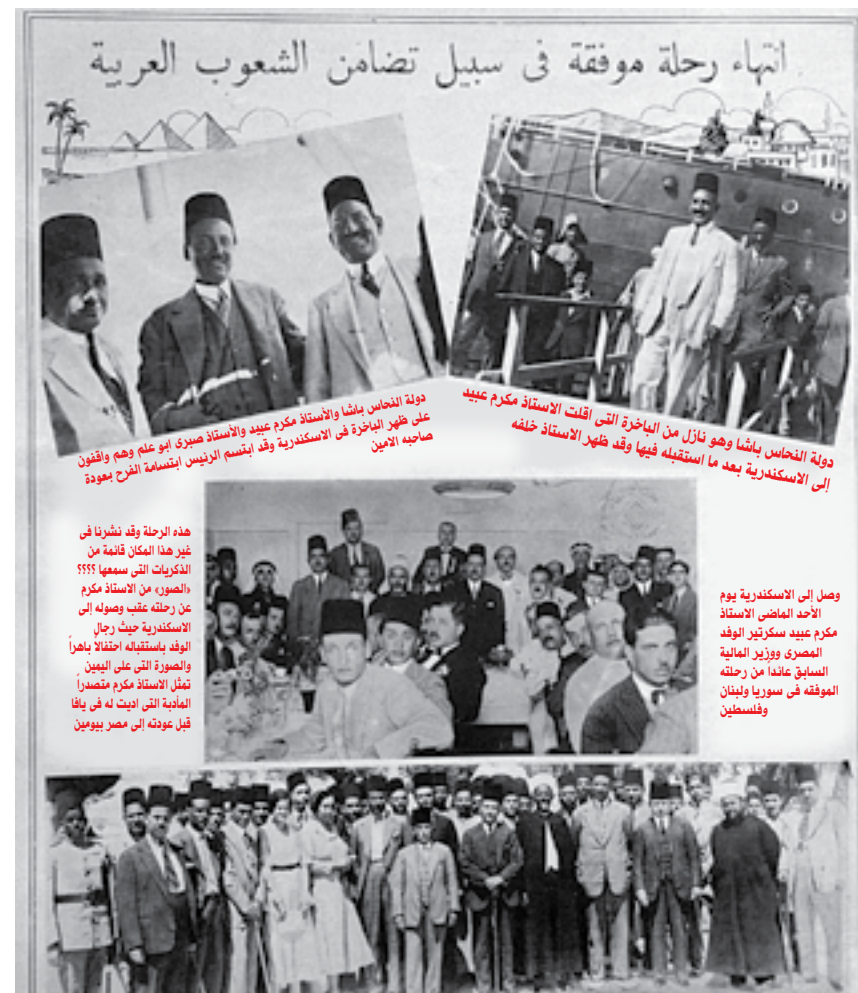 انتهاء رحلة موفقة فى سبيل تضامن الشعوب العربية
دولة النحاس باشا وهو نازل من الباخرة التى اقلت الاستاذ مكرم عبيد
إلى الاسكندرية بعد ما استقبله فيها وقد ظهر الاستاذ خلفه
دولة النحاس باشا والأستاذ مكرم عبيد والأستاذ صبرى ابو علم وهم واقفون
على ظهر الباخرة فى الاسكندرية وقد ابتسم الرئيس ابتسامة الفرح بعودة
صاحبه الامين
وصل إلى الاسكندرية يوم
الأحد الماضى الاستاذ
مكرم عبيد سكرتير الوفد
المصرى ووزير المالية
السابق عائداً من رحلته
الموفقه فى سوريا ولبنان
وفلسطين
هذه الرحلة وقد نشرنا فى
غير هذا المكان قائمة من
الذكريات التى سمعها ؟؟؟؟
«الصور» من الاستاذ مكرم
عن رحلته عقب وصوله إلى
الاسكندرية حيث رجال
الوفد باستقباله احتفالاً باهراً
والصورة التى على اليمين
تمثل الاستاذ مكرم متصدراً
المأدبة التى ادبت له فى يافا
قبل عودته إلى مصر بيومين